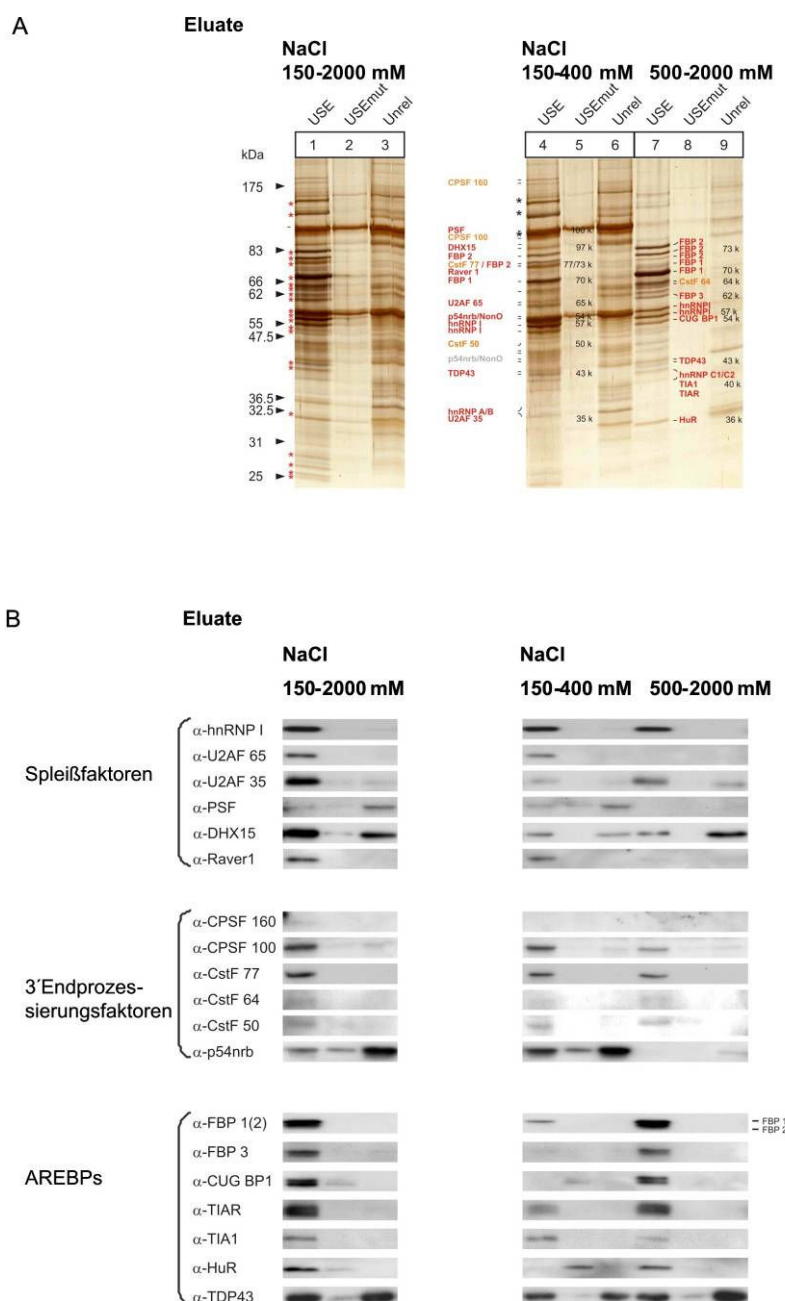 A
Eluate
NaCl
150-2000 mM
NaCl
150-400 mM 500-2000 mM
USE USEmut Unrel USE USEmut Unrel USE USEmut Unrel
1 2 3 4 5 6 7 8 9
kDa
175
83
66
62
55
47.5
36.5
32.5
31
25
CPSF 160
PSF
CPSF 100
DHX15
FBP 2
CstF 77 / FBP 2
Raver 1
FBP 1
U2AF 65
p54nrb/NonO
hnRNP I
hnRNP I
CstF 50
p54nrb/NonO
TDP43
hnRNP A/B
U2AF 35
100 k
97 k
77/73 k
70 k
65 k
54 k
57 k
50 k
43 k
35 k
FBP 2
FBP 2
FBP 2
FBP 1
FBP 1
CstF 64
FBP 3
hnRNPI
hnRNPI
CUG BP1
TDP43
hnRNP C1/C2
TIA1
TIAR
HuR
73 k
70 k
64 k
62 k
57 k
54 k
43 k
40 k
36 k
B
Eluate
NaCl
150-2000 mM
NaCl
150-400 mM 500-2000 mM
Spleißfaktoren
α-hnRNP I
α-U2AF 65
α-U2AF 35
α-PSF
α-DHX15
α-Raver1
3´Endprozes-
sierungsfaktoren
α-CPSF 160
α-CPSF 100
α-CstF 77
α-CstF 64
α-CstF 50
α-p54nrb
AREBPs
α-FBP 1(2)
FBP 1
FBP 2
α-FBP 3
α-CUG BP1
α-TIAR
α-TIA1
α-HuR
α-TDP43